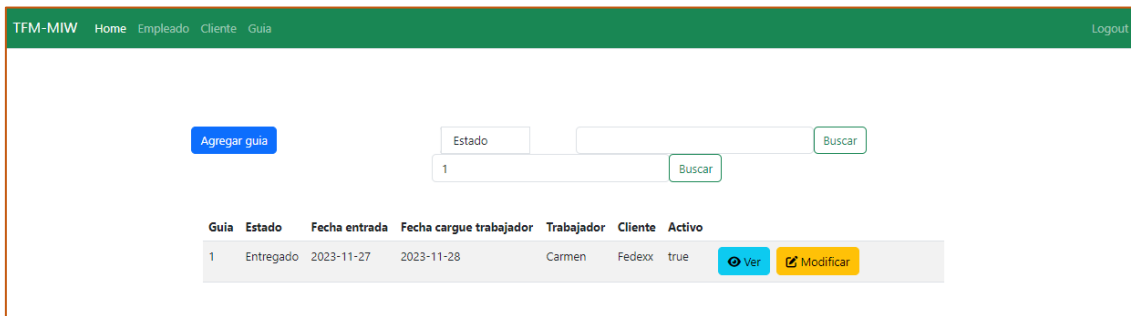 TFM-MIW Home Empleado Cliente Guia Logout
Agregar guia Estado Buscar
1 Buscar
Guia Estado Fecha entrada Fecha cargue trabajador Trabajador Cliente Activo
1 Entregado 2023-11-27 2023-11-28 Carmen Fedexx true Ver Modificar